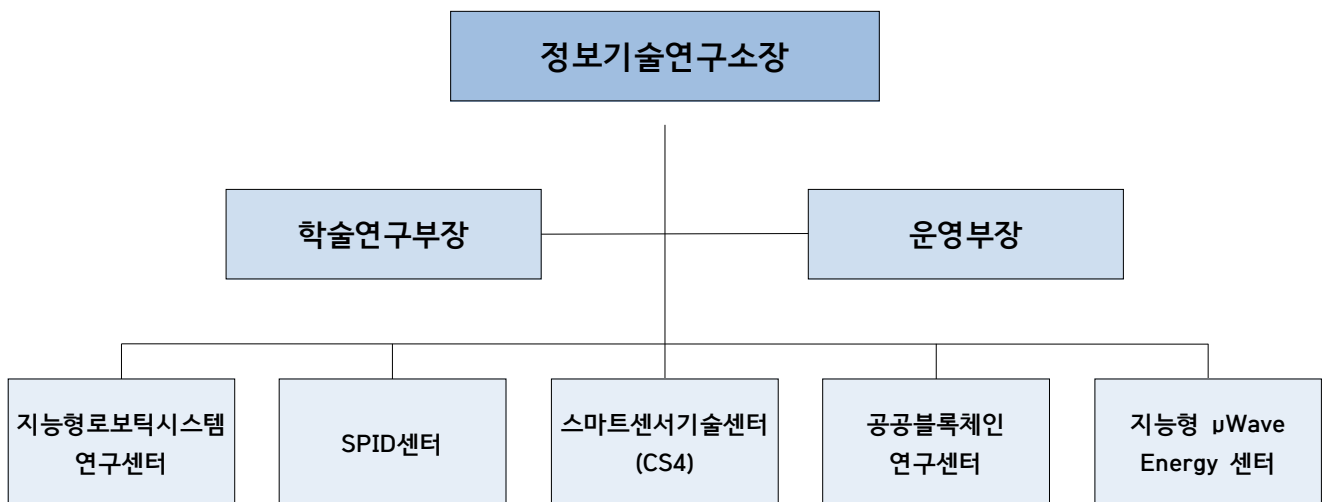 정보기술연구소장
학술연구부장
운영부장
지능형로보틱시스템
연구센터
SPID센터
스마트센서기술센터
(CS4)
공공블록체인
연구센터
지능형 μWave
Energy 센터